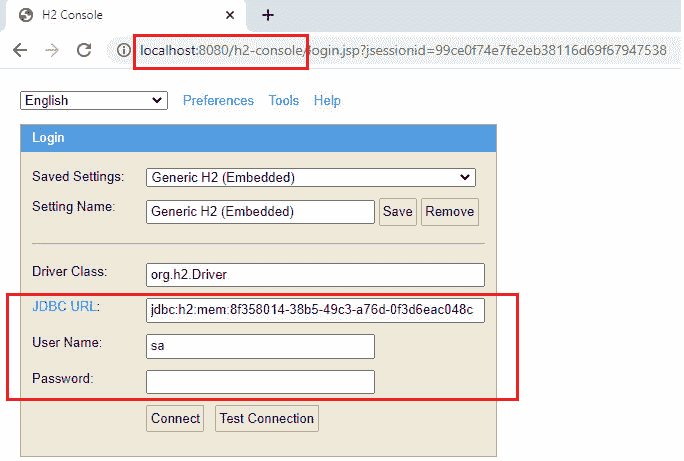 H2 Console
localhost:8080/h2-console/login.jsp?jsessionid=99ce0f74e7fe2eb38116d69f67947538
English Preferences Tools Help
Login
Saved Settings: Generic H2 (Embedded)
Setting Name: Generic H2 (Embedded) Save Remove
Driver Class: org.h2.Driver
JDBC URL: jdbc:h2:mem:8f358014-38b5-49c3-a76d-0f3d6eac048c
User Name: sa
Password:
Connect Test Connection